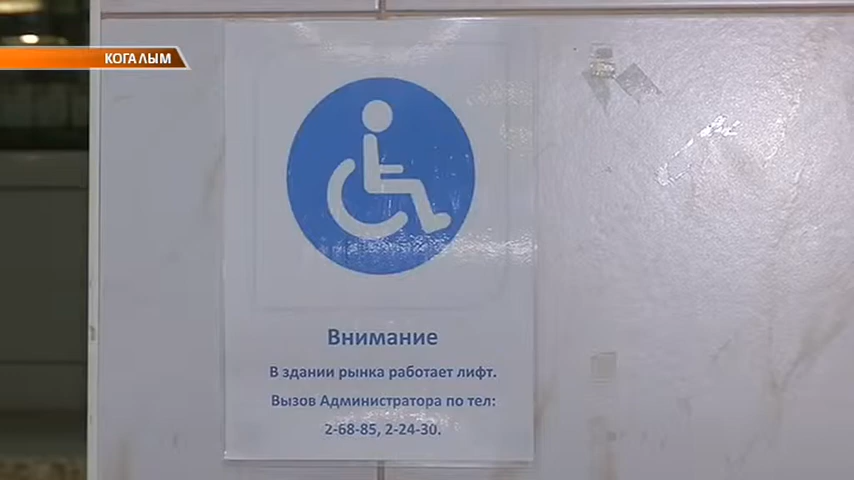 КОГАЛЫМ
Внимание
В здании рынка работает лифт.
Вызов Администратора по тел:
2-68-85, 2-24-30.